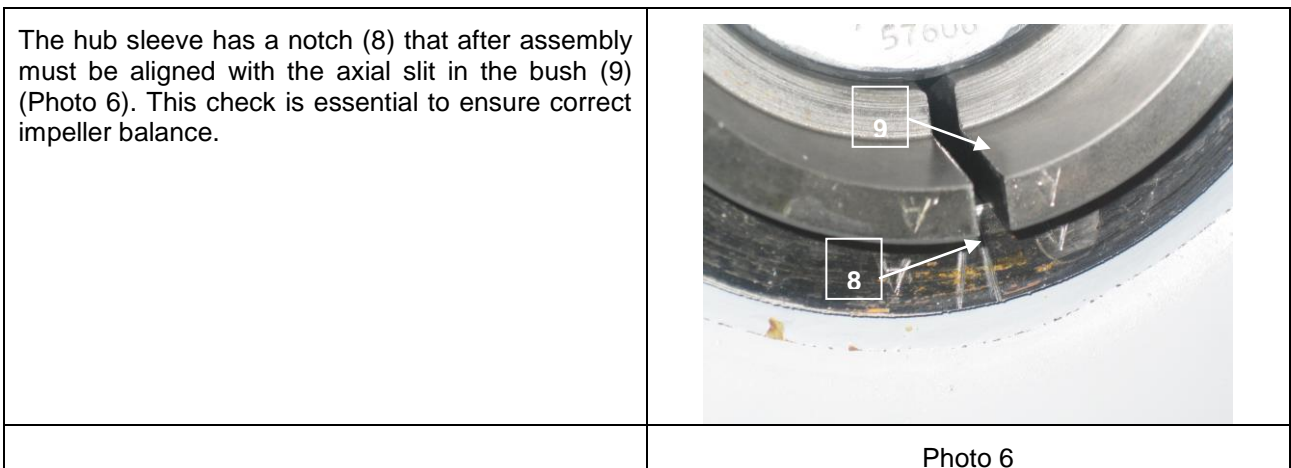 The hub sleeve has a notch (8) that after assembly
must be aligned with the axial slit in the bush (9)
(Photo 6). This check is essential to ensure correct
impeller balance.
57600
9
A
A
A
A
8
Photo 6